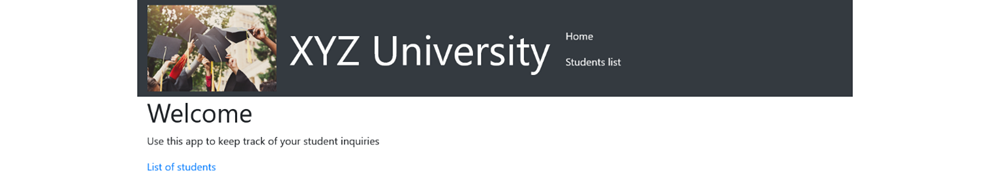 XYZ University
Home
Students list
Welcome
Use this app to keep track of your student inquiries
List of students